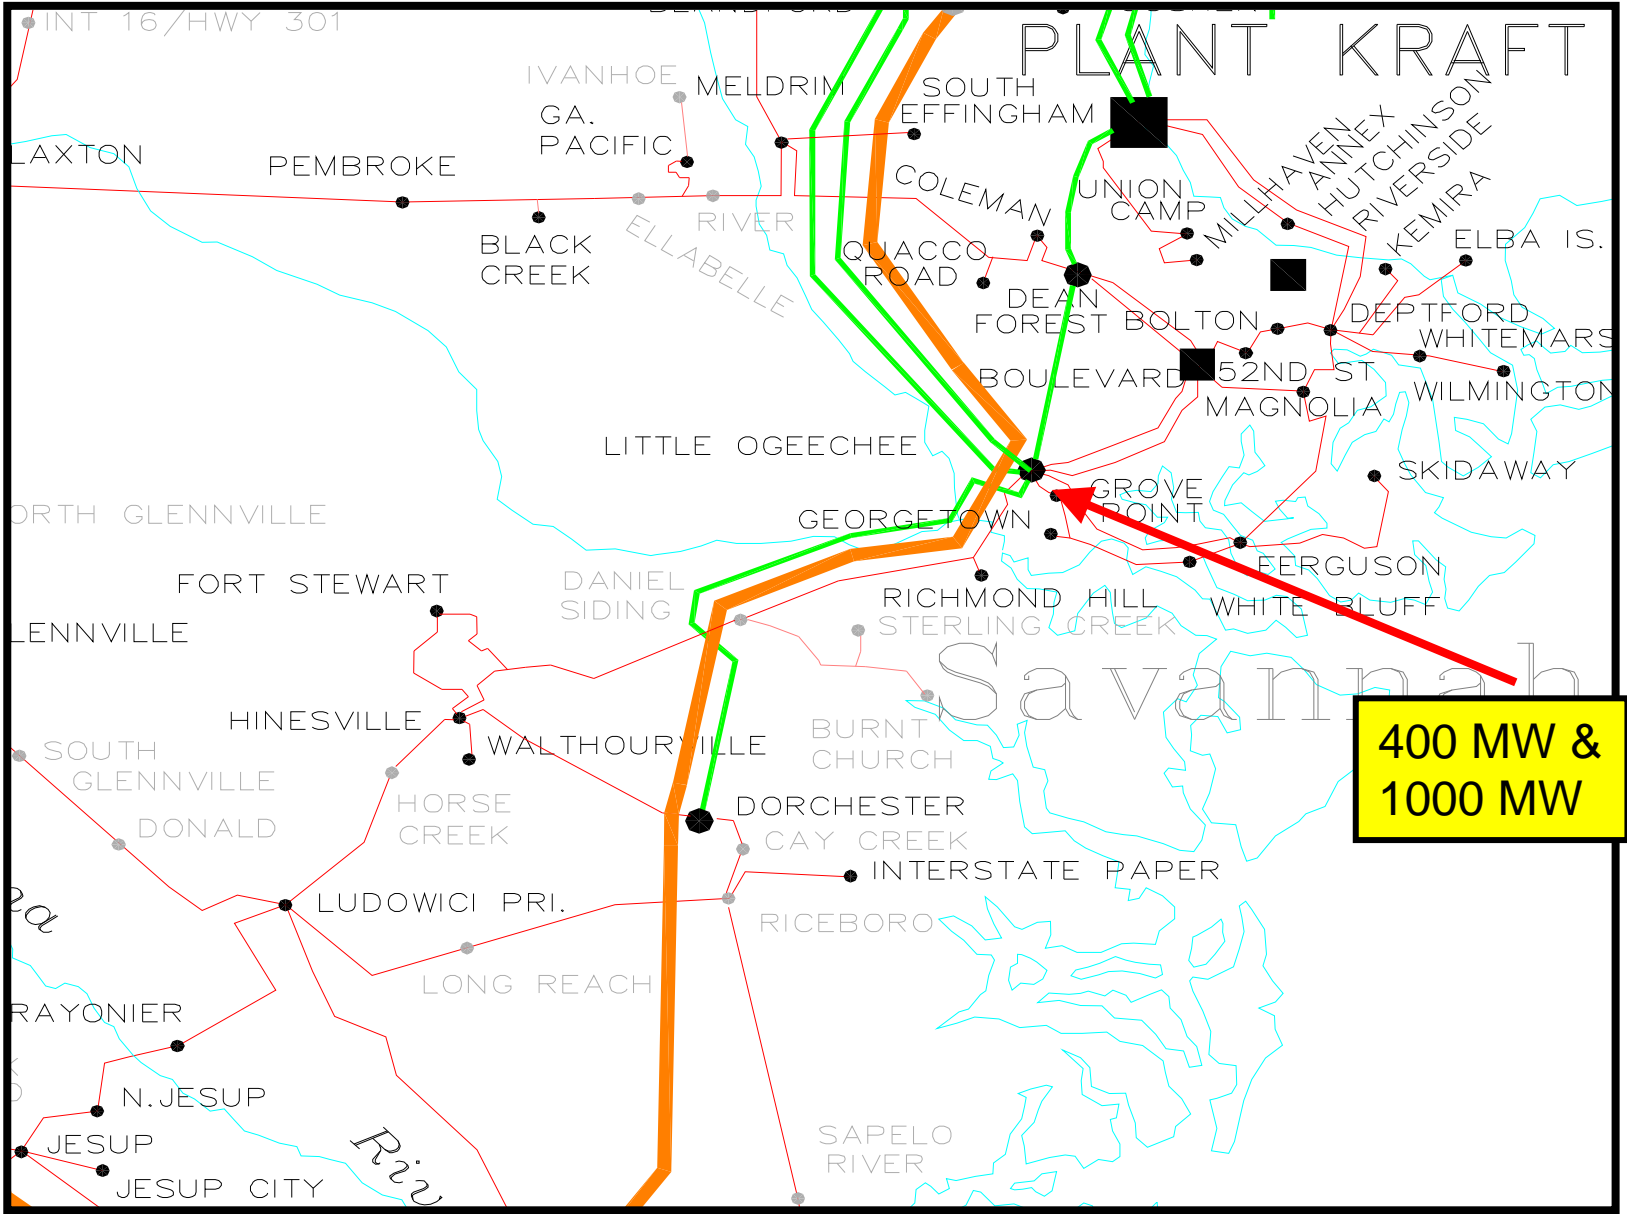 INT 16/HWY 301
PLANT KRAFT
IVANHOE
MELDRIM
SOUTH
EFFINGHAM
GA.
PACIFIC
LAXTON
PEMBROKE
COLEMAN
UNION
CAMP
MILLHAVEN
ANNEX
HUTCHINSON
RIVERSIDE
KEMIRA
ELBA IS.
RIVER
ELLABELLE
BLACK
CREEK
QUACCO
ROAD
DEAN
FOREST
BOLTON
DEPTFORD
WHITEMARS
BOULEVARD
52ND ST
WILMINGTON
MAGNOLIA
LITTLE OGEECHEE
SKIDAWAY
GROVE
POINT
ORTH GLENNVILLE
GEORGETOWN
FERGUSON
FORT STEWART
DANIEL
SIDING
RICHMOND HILL
WHITE BLUFF
LENNVILLE
STERLING CREEK
Savannah
HINESVILLE
WALTHOURVILLE
BURNT
CHURCH
400 MW &
1000 MW
SOUTH
GLENNVILLE
HORSE
CREEK
DORCHESTER
DONALD
CAY CREEK
INTERSTATE PAPER
LUDOWICI PRI.
RICEBORO
LONG REACH
RAYONIER
N.JESUP
JESUP
SAPELO
RIVER
JESUP CITY
Riv